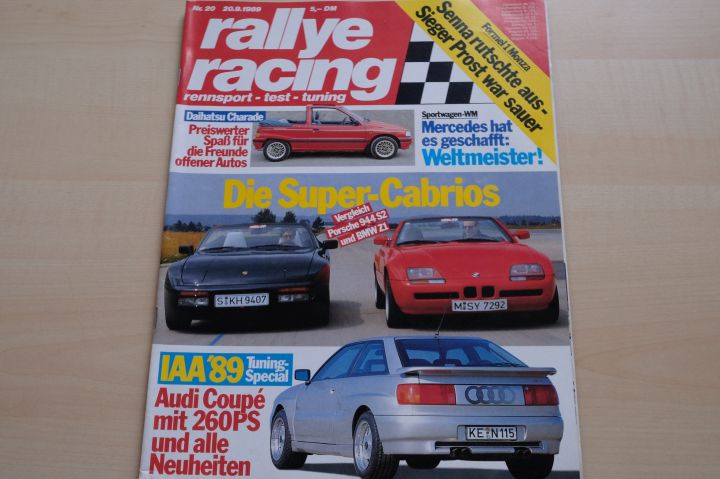 Nr. 20 20.9.1989 5,– DM
rallye
racing
rennsport - test - tuning
Formel 1 Monza
Senna rutschte aus -
Sieger Prost war sauer
Daihatsu Charade
Preiswerter
Spaß für
die Freunde
offener Autos
Sportwagen-WM
Mercedes hat
es geschafft:
Weltmeister!
Die Super-Cabrios
Vergleich
Porsche 944 S2
und BMW Z1
S KH 9407
M SY 7292
IAA'89
Tuning-
Special
Audi Coupé
mit 260PS
und alle
Neuheiten
KE N 115